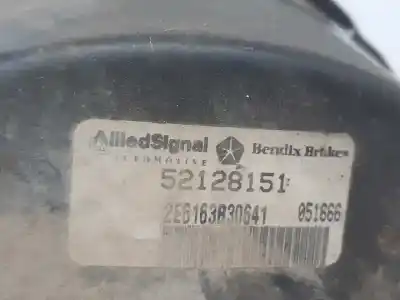 AlliedSignal Bendix Brakes
AUTOMOTIVE
52128151
2E6163B30641 051666